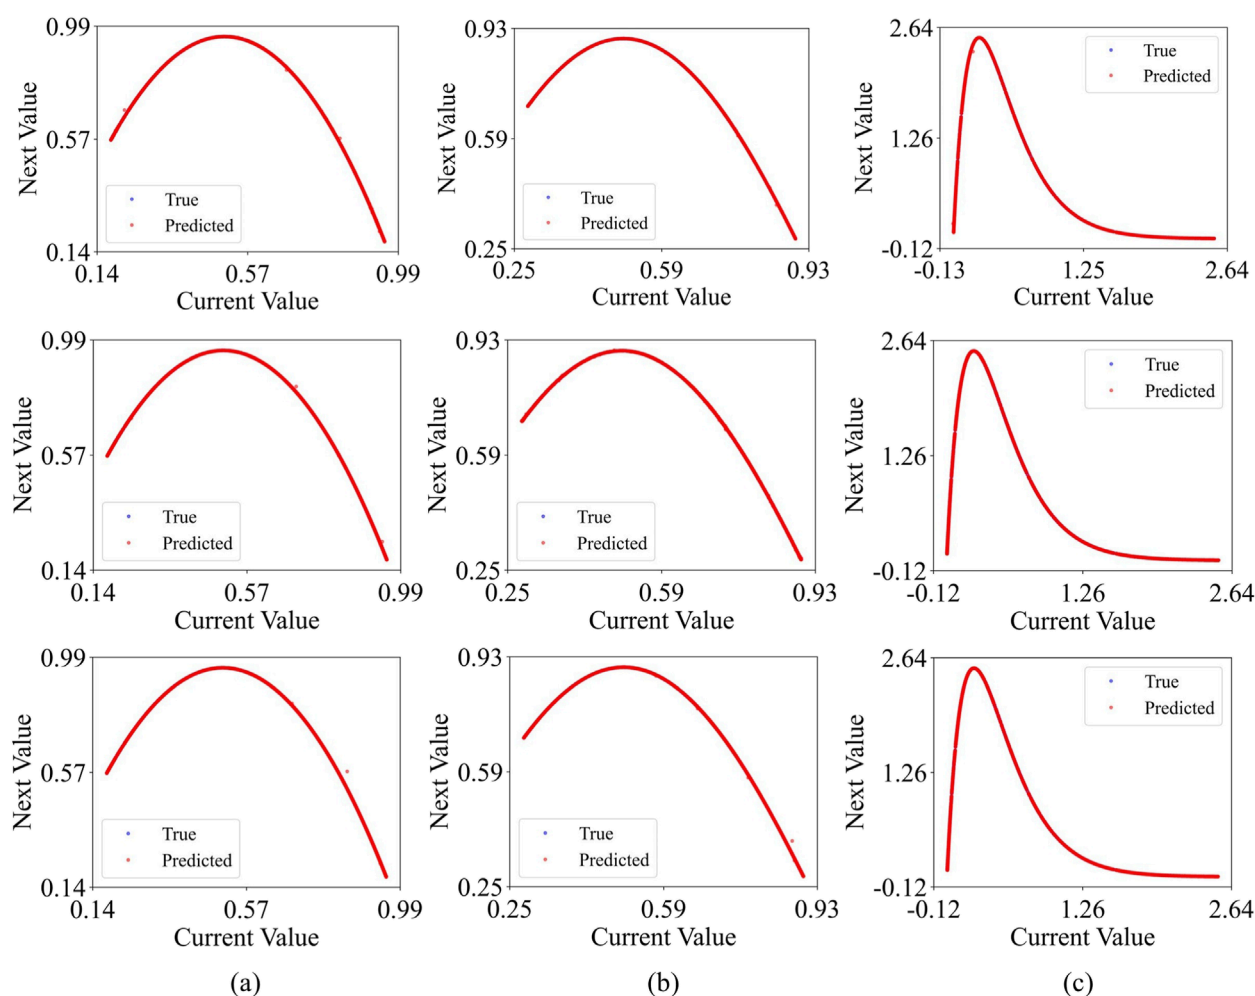 0.99
Next Value
0.57
0.14
True
Predicted
0.14 0.57 0.99
Current Value
0.93
Next Value
0.59
0.25
True
Predicted
0.25 0.59 0.93
Current Value
2.64
Next Value
1.26
-0.12
True
Predicted
-0.13 1.25 2.64
Current Value
0.99
Next Value
0.57
0.14
True
Predicted
0.14 0.57 0.99
Current Value
0.93
Next Value
0.59
0.25
True
Predicted
0.25 0.59 0.93
Current Value
2.64
Next Value
1.26
-0.12
True
Predicted
-0.12 1.26 2.64
Current Value
0.99
Next Value
0.57
0.14
True
Predicted
0.14 0.57 0.99
Current Value
0.93
Next Value
0.59
0.25
True
Predicted
0.25 0.59 0.93
Current Value
2.64
Next Value
1.26
-0.12
True
Predicted
-0.12 1.26 2.64
Current Value
(a) (b) (c)